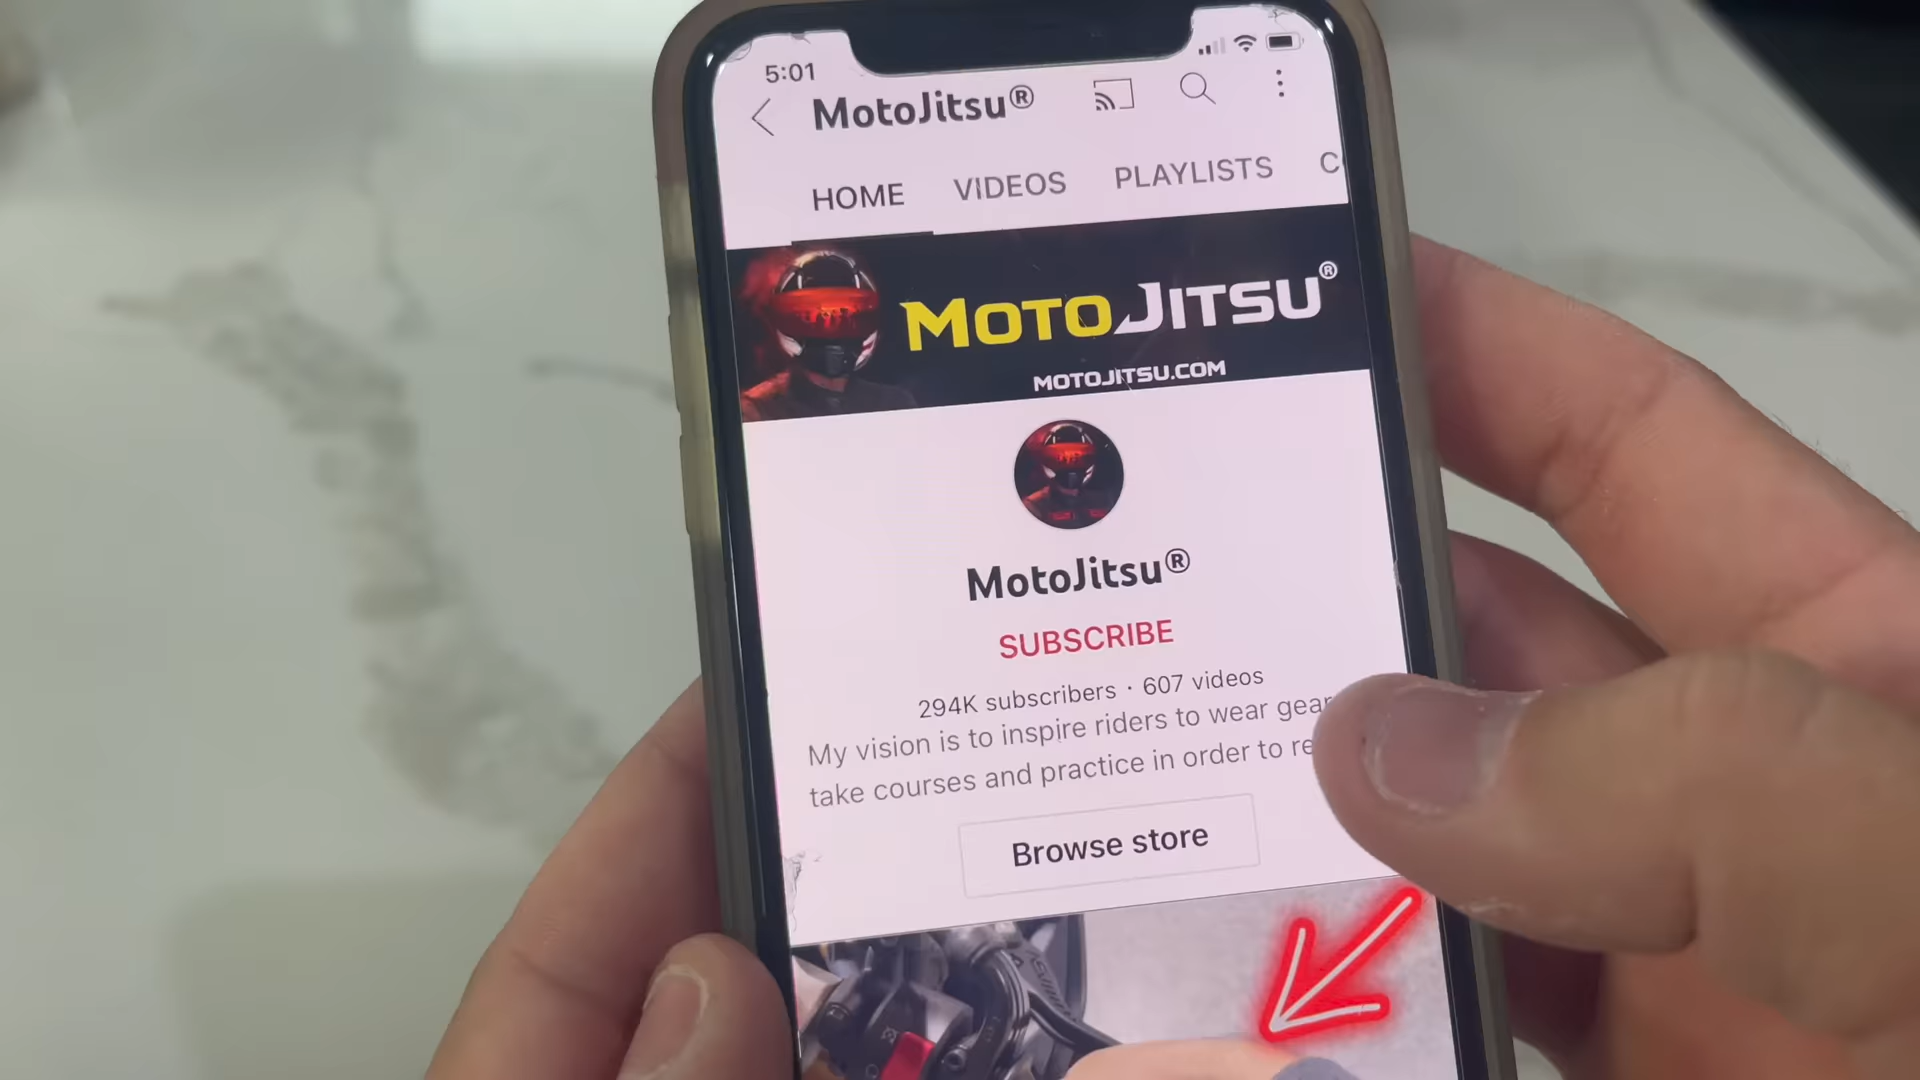 5:01
MotoJitsu®
HOME VIDEOS PLAYLISTS C
MOTOJITSU®
MOTOJITSU.COM
MotoJitsu®
SUBSCRIBE
294K subscribers · 607 videos
My vision is to inspire riders to wear gear
take courses and practice in order to re
Browse store